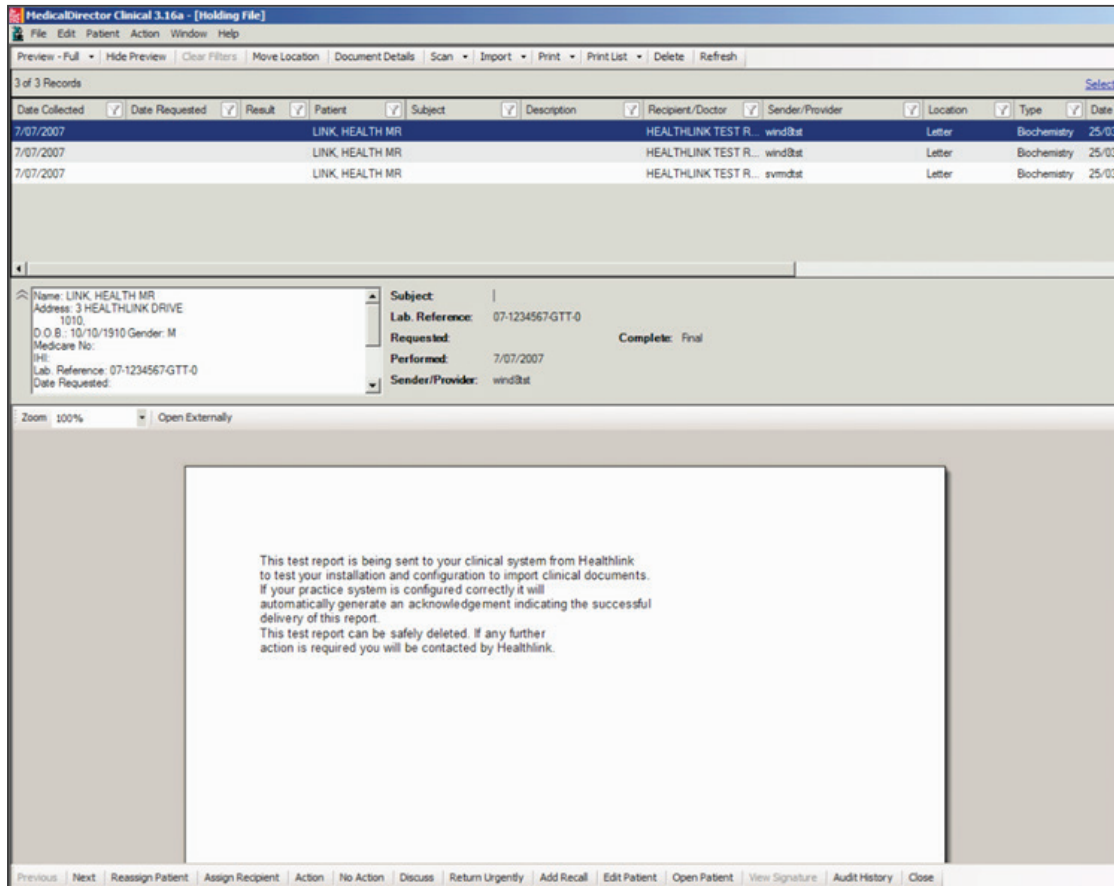 MedicalDirector Clinical 3.16a - [Holding File]
File Edit Patient Action Window Help
Preview - Full Hide Preview Clear Filters Move Location Document Details Scan Import Print Print List Delete Refresh
3 of 3 Records Select
Date Collected Date Requested Result Patient Subject Description Recipient/Doctor Sender/Provider Location Type Date
7/07/2007 LINK, HEALTH MR HEALTHLINK TEST R... wind8tst Letter Biochemistry 25/03
7/07/2007 LINK, HEALTH MR HEALTHLINK TEST R... wind8tst Letter Biochemistry 25/03
7/07/2007 LINK, HEALTH MR HEALTHLINK TEST R... svmdtst Letter Biochemistry 25/03
Name: LINK, HEALTH MR
Address: 3 HEALTHLINK DRIVE
1010,
D.O.B.: 10/10/1910 Gender: M
Medicare No:
IHI:
Lab. Reference: 07-1234567-GTT-0
Date Requested:
Subject:
Lab. Reference: 07-1234567-GTT-0
Requested: Complete: Final
Performed: 7/07/2007
Sender/Provider: wind8tst
Zoom 100% Open Externally
This test report is being sent to your clinical system from Healthlink
to test your installation and configuration to import clinical documents.
If your practice system is configured correctly it will
automatically generate an acknowledgement indicating the successful
delivery of this report.
This test report can be safely deleted. If any further
action is required you will be contacted by Healthlink.
Previous Next Reassign Patient Assign Recipient Action No Action Discuss Return Urgently Add Recall Edit Patient Open Patient View Signature Audit History Close